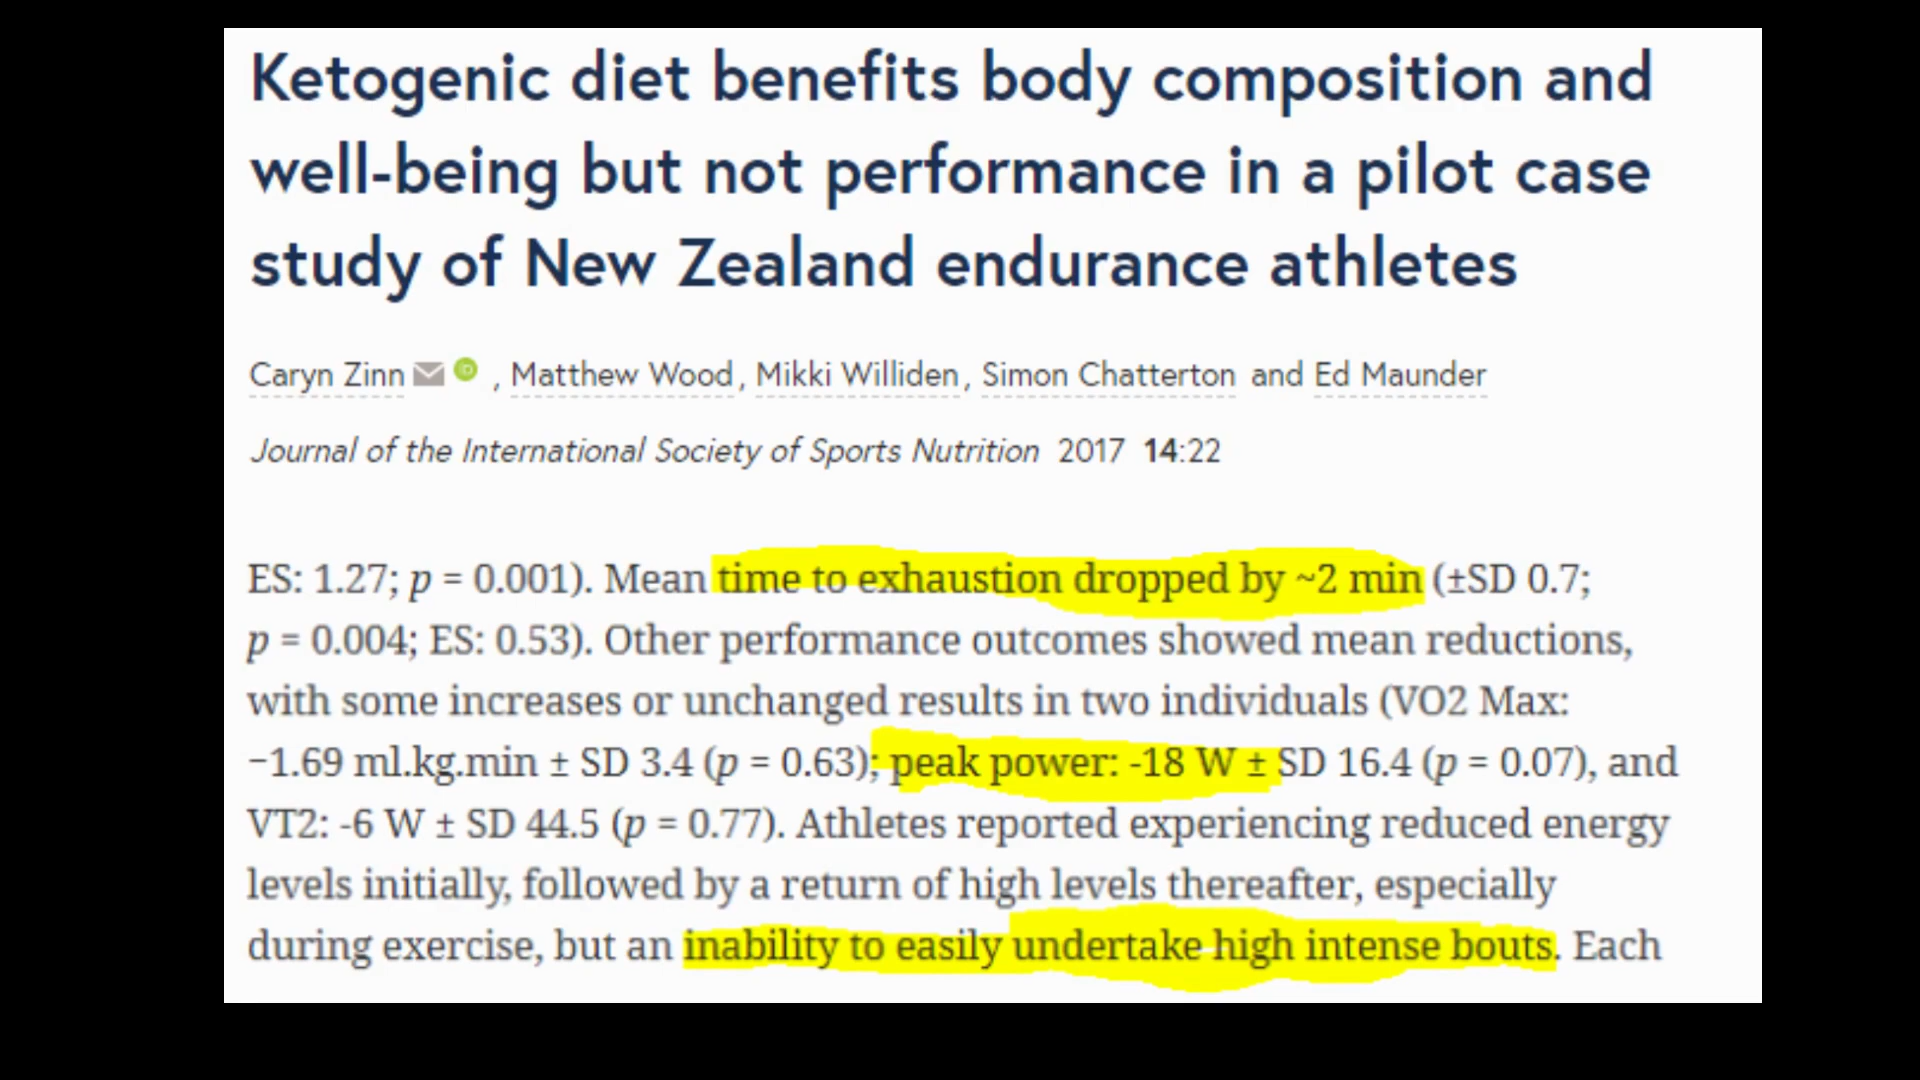 Ketogenic diet benefits body composition and
well-being but not performance in a pilot case
study of New Zealand endurance athletes
Caryn Zinn iD , Matthew Wood, Mikki Williden, Simon Chatterton and Ed Maunder
Journal of the International Society of Sports Nutrition 2017 14:22
ES: 1.27; p = 0.001). Mean time to exhaustion dropped by ~2 min (±SD 0.7;
p = 0.004; ES: 0.53). Other performance outcomes showed mean reductions,
with some increases or unchanged results in two individuals (VO2 Max:
−1.69 ml.kg.min ± SD 3.4 (p = 0.63); peak power: -18 W ± SD 16.4 (p = 0.07), and
VT2: -6 W ± SD 44.5 (p = 0.77). Athletes reported experiencing reduced energy
levels initially, followed by a return of high levels thereafter, especially
during exercise, but an inability to easily undertake high intense bouts. Each